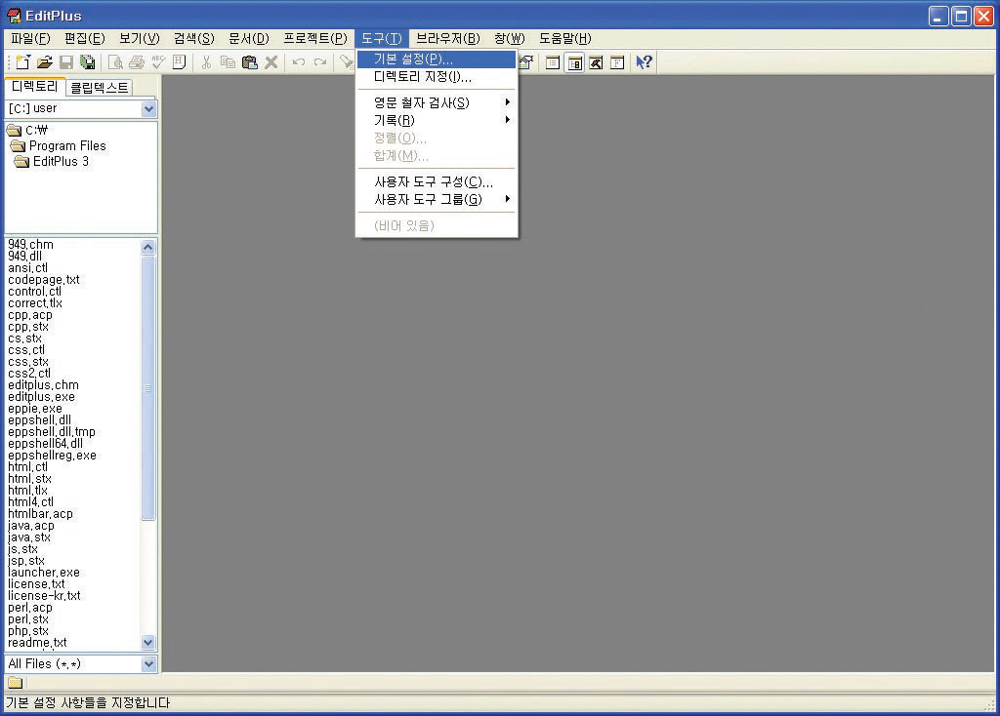 EditPlus
파일(F) 편집(E) 보기(V) 검색(S) 문서(D) 프로젝트(P) 도구(T) 브라우저(B) 창(W) 도움말(H)
기본 설정(P)...
디렉토리 지정(I)...
영문 철자 검사(S)
기록(R)
정렬(O)...
합계(M)...
사용자 도구 구성(C)...
사용자 도구 그룹(G)
(비어 있음)
디렉토리 클립텍스트
[C:] user
C:₩
Program Files
EditPlus 3
949.chm
949.dll
ansi.ctl
codepage.txt
control.ctl
correct.tlx
cpp.acp
cpp.stx
cs.stx
css.ctl
css.stx
css2.ctl
editplus.chm
editplus.exe
eppie.exe
eppshell.dll
eppshell.dll.tmp
eppshell64.dll
eppshellreg.exe
html.ctl
html.stx
html.tlx
html4.ctl
htmlbar.acp
java.acp
java.stx
js.stx
jsp.stx
launcher.exe
license.txt
license-kr.txt
perl.acp
perl.stx
php.stx
readme.txt
All Files (*.*)
기본 설정 사항들을 지정합니다